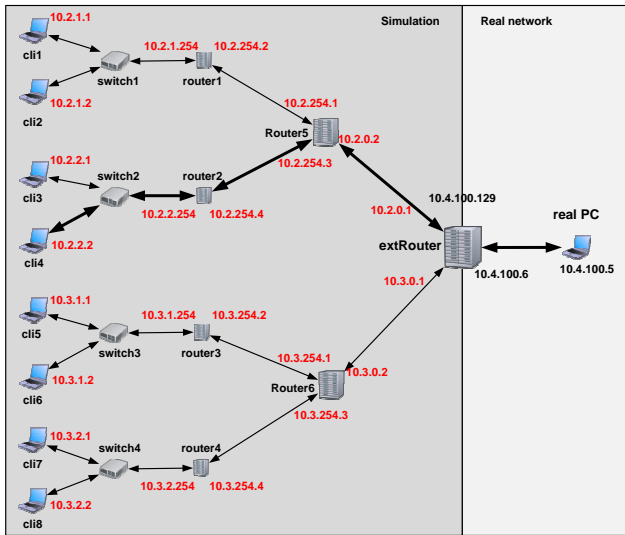 Simulation
Real network
10.2.1.1
cli1
10.2.1.254
10.2.254.2
switch1
router1
10.2.1.2
cli2
10.2.254.1
Router5
10.2.0.2
10.2.2.1
cli3
switch2
router2
10.2.254.3
10.2.2.254
10.2.254.4
10.2.2.2
cli4
10.2.0.1
10.4.100.129
extRouter
real PC
10.4.100.6
10.4.100.5
10.3.0.1
10.3.1.1
cli5
10.3.1.254
10.3.254.2
switch3
router3
10.3.1.2
cli6
10.3.254.1
Router6
10.3.0.2
10.3.254.3
10.3.2.1
cli7
switch4
router4
10.3.2.254
10.3.254.4
10.3.2.2
cli8